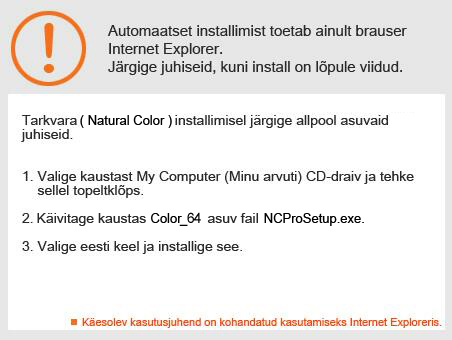 Automaatset installimist toetab ainult brauser
Internet Explorer.
Järgige juhiseid, kuni install on lõpule viidud.
Tarkvara ( Natural Color ) installimisel järgige allpool asuvaid
juhiseid.
1. Valige kaustast My Computer (Minu arvuti) CD-draiv ja tehke
sellel topeltklõps.
2. Käivitage kaustas Color_64 asuv fail NCProSetup.exe.
3. Valige eesti keel ja installige see.
Käesolev kasutusjuhend on kohandatud kasutamiseks Internet Exploreris.